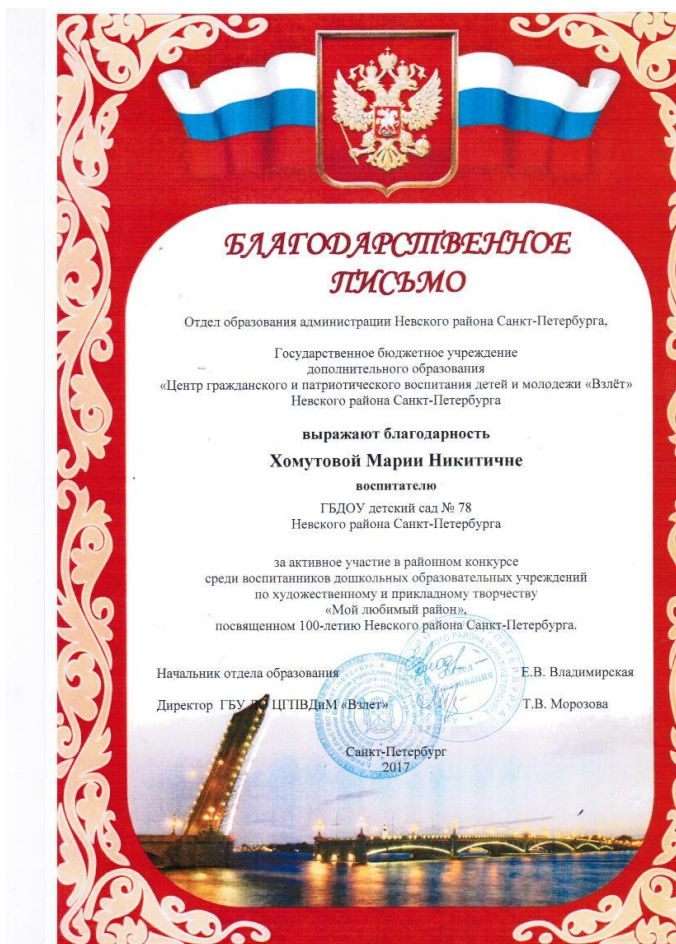 БЛАГОДАРСТВЕННОЕ
ПИСЬМО
Отдел образования администрации Невского района Санкт-Петербурга,
Государственное бюджетное учреждение
дополнительного образования
«Центр гражданского и патриотического воспитания детей и молодежи «Взлёт»
Невского района Санкт-Петербурга
выражают благодарность
Хомутовой Марии Никитичне
воспитателю
ГБДОУ детский сад № 78
Невского района Санкт-Петербурга
за активное участие в районном конкурсе
среди воспитанников дошкольных образовательных учреждений
по художественному и прикладному творчеству
«Мой любимый район»,
посвященном 100-летию Невского района Санкт-Петербурга.
Начальник отдела образования Е.В. Владимирская
Директор ГБУ ДО ЦГПВДиМ «Взлет» Т.В. Морозова
Санкт-Петербург
2017